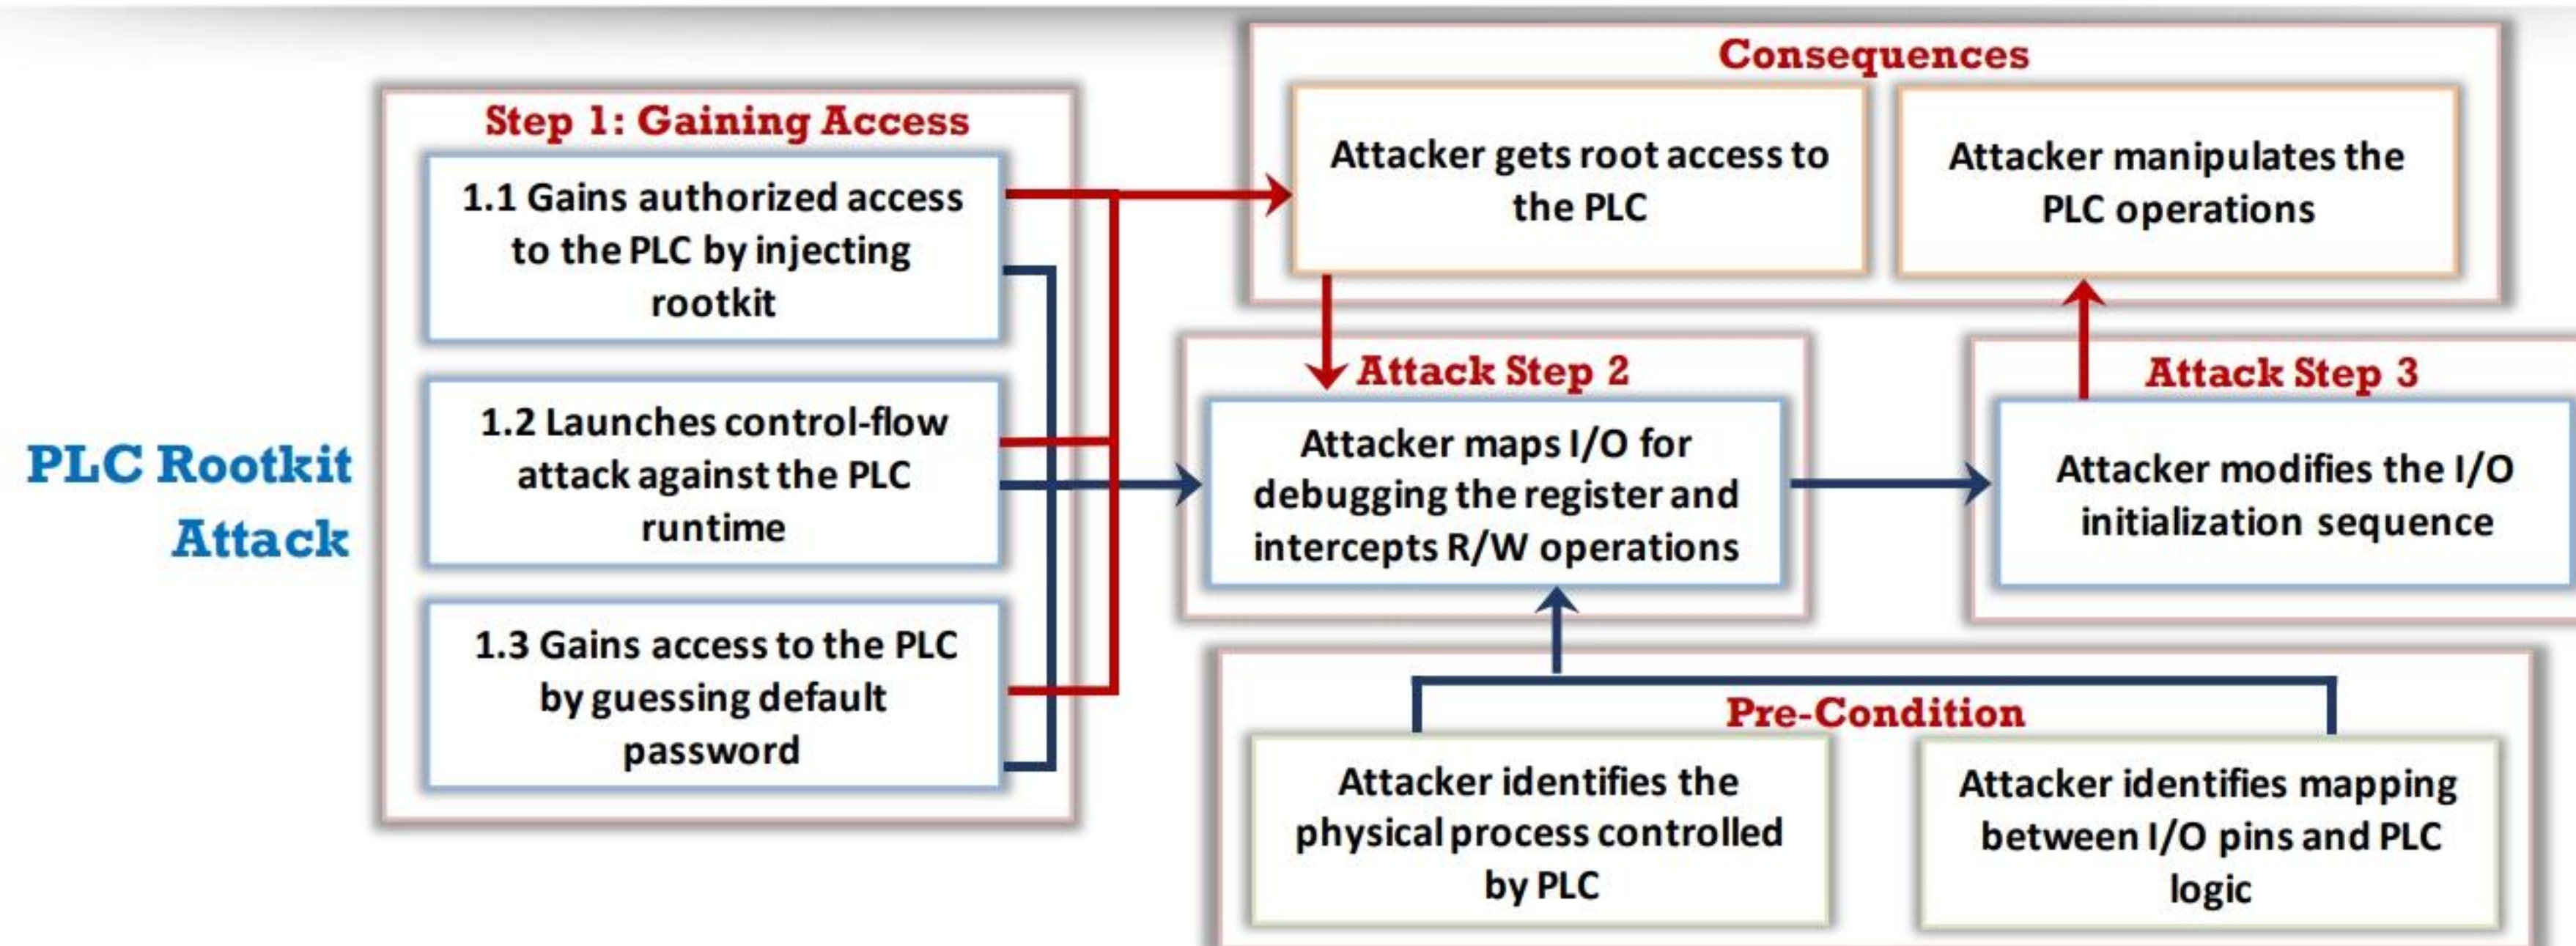 PLC Rootkit
Attack
Step 1: Gaining Access
1.1 Gains authorized access
to the PLC by injecting
rootkit
1.2 Launches control-flow
attack against the PLC
runtime
1.3 Gains access to the PLC
by guessing default
password
Consequences
Attacker gets root access to
the PLC
Attacker manipulates the
PLC operations
Attack Step 2
Attacker maps I/O for
debugging the register and
intercepts R/W operations
Attack Step 3
Attacker modifies the I/O
initialization sequence
Pre-Condition
Attacker identifies the
physical process controlled
by PLC
Attacker identifies mapping
between I/O pins and PLC
logic